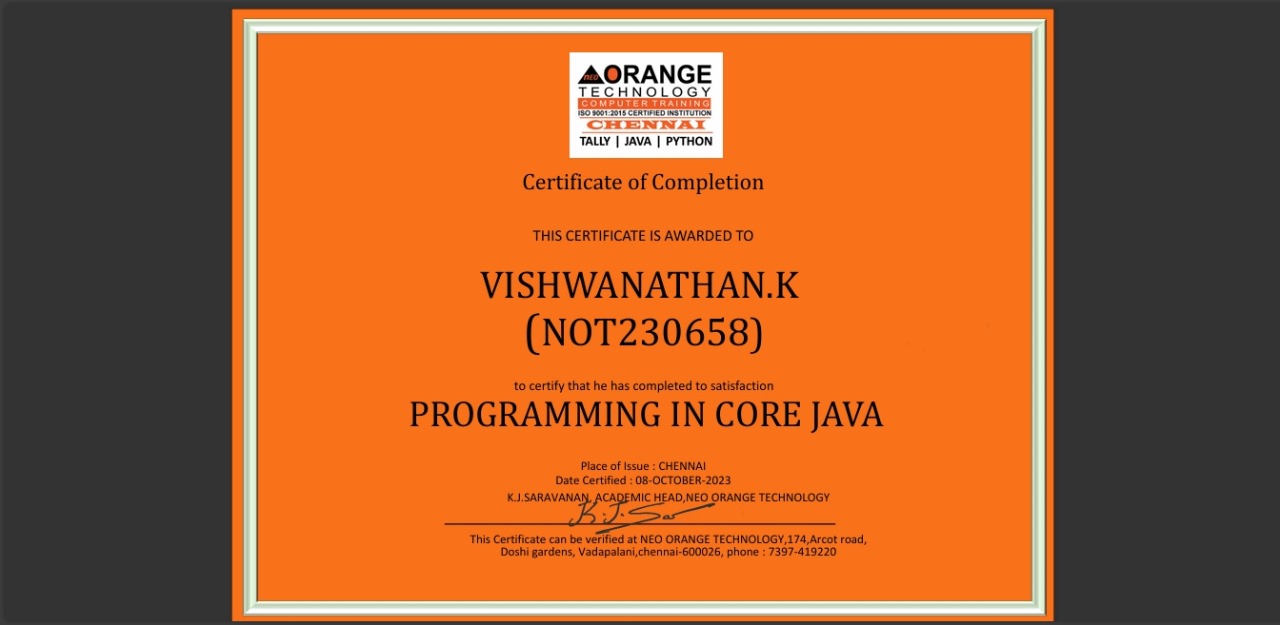 NEO ORANGE
TECHNOLOGY
COMPUTER TRAINING
ISO 9001:2015 CERTIFIED INSTITUTION
CHENNAI
TALLY | JAVA | PYTHON
Certificate of Completion
THIS CERTIFICATE IS AWARDED TO
VISHWANATHAN.K
(NOT230658)
to certify that he has completed to satisfaction
PROGRAMMING IN CORE JAVA
Place of Issue : CHENNAI
Date Certified : 08-OCTOBER-2023
K.J.SARAVANAN, ACADEMIC HEAD,NEO ORANGE TECHNOLOGY
K.J.Sar
This Certificate can be verified at NEO ORANGE TECHNOLOGY,174,Arcot road,
Doshi gardens, Vadapalani,chennai-600026, phone : 7397-419220